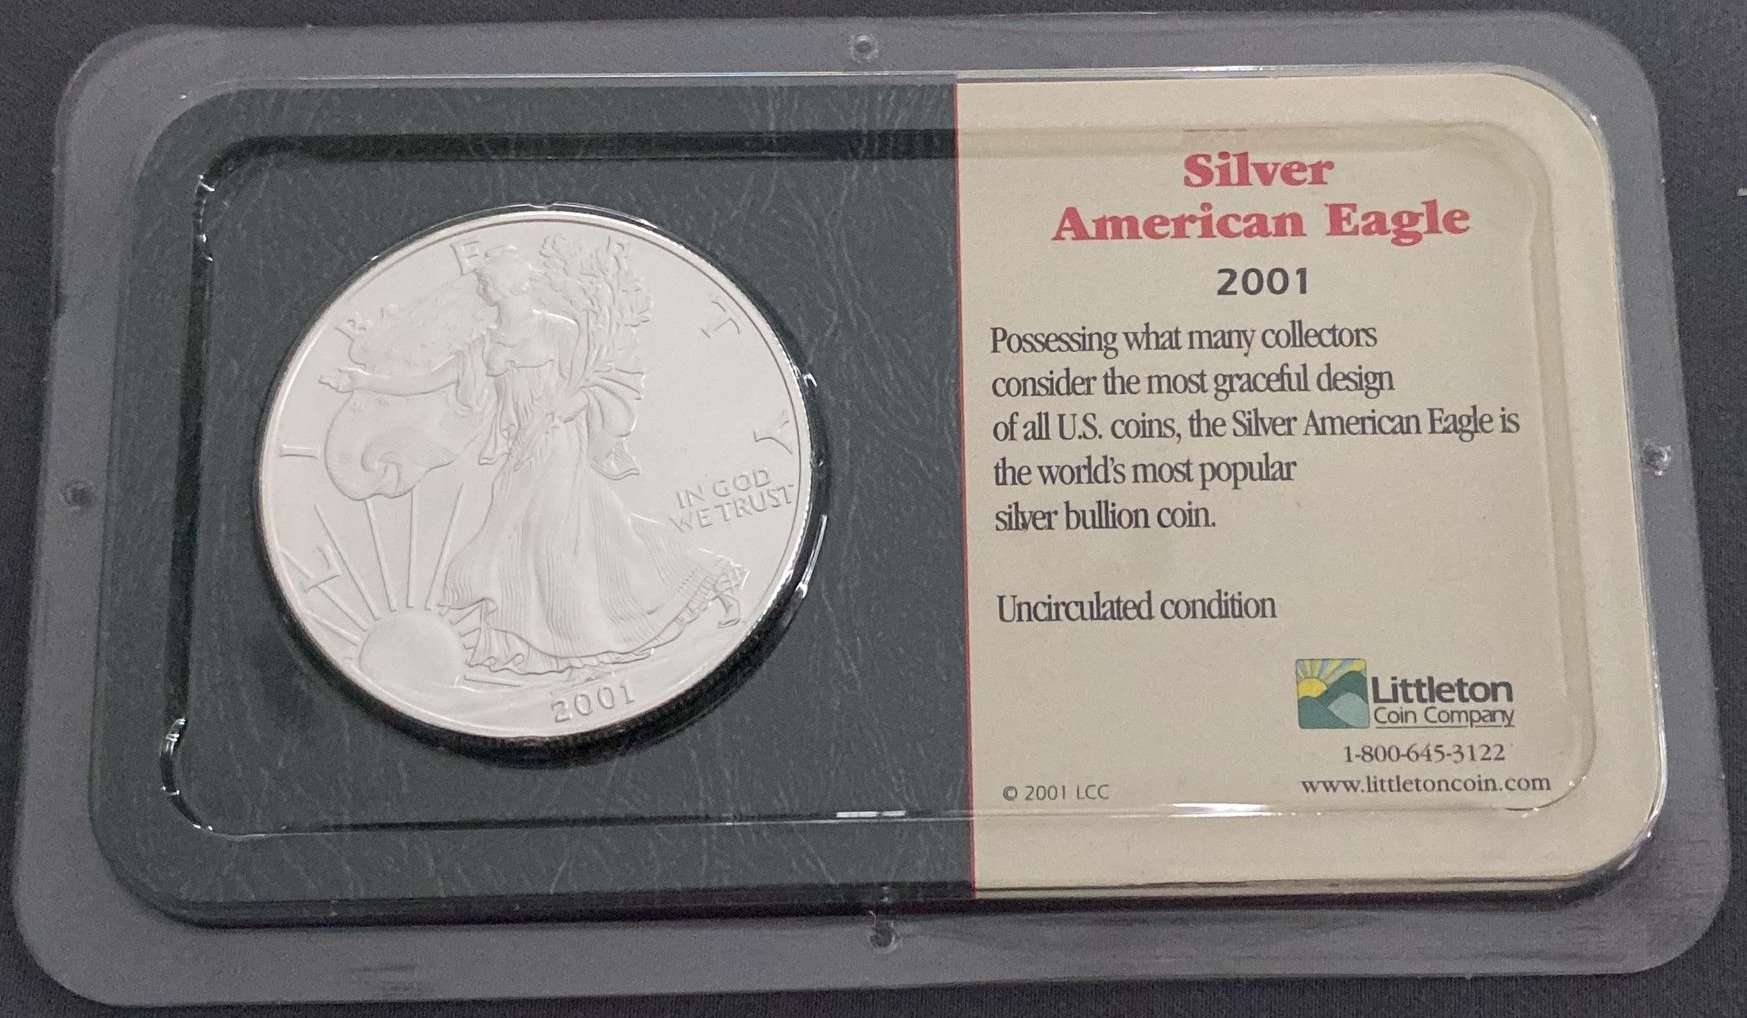 LIBERTY
IN GOD
WE TRUST
2001
Silver
American Eagle
2001
Possessing what many collectors
consider the most graceful design
of all U.S. coins, the Silver American Eagle is
the world's most popular
silver bullion coin.
Uncirculated condition
Littleton
Coin Company
1-800-645-3122
www.littletoncoin.com
© 2001 LCC